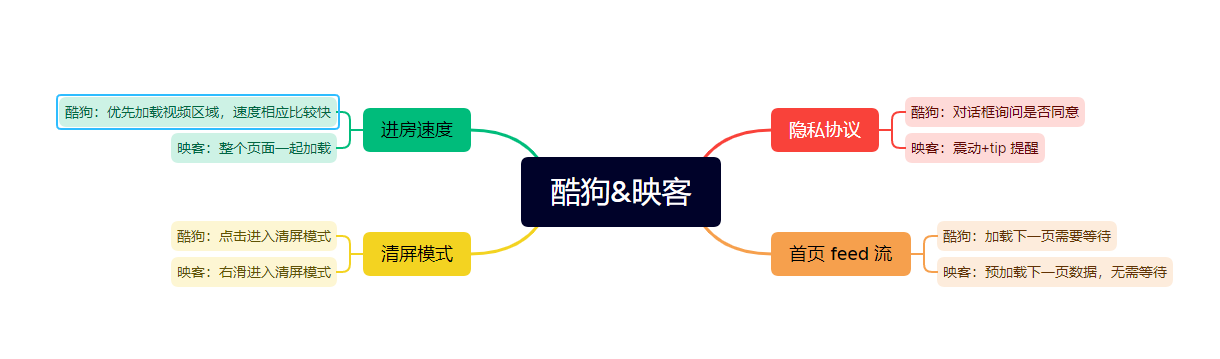 酷狗&映客
进房速度
酷狗：优先加载视频区域，速度相应比较快
映客：整个页面一起加载
清屏模式
酷狗：点击进入清屏模式
映客：右滑进入清屏模式
隐私协议
酷狗：对话框询问是否同意
映客：震动+tip 提醒
首页 feed 流
酷狗：加载下一页需要等待
映客：预加载下一页数据，无需等待